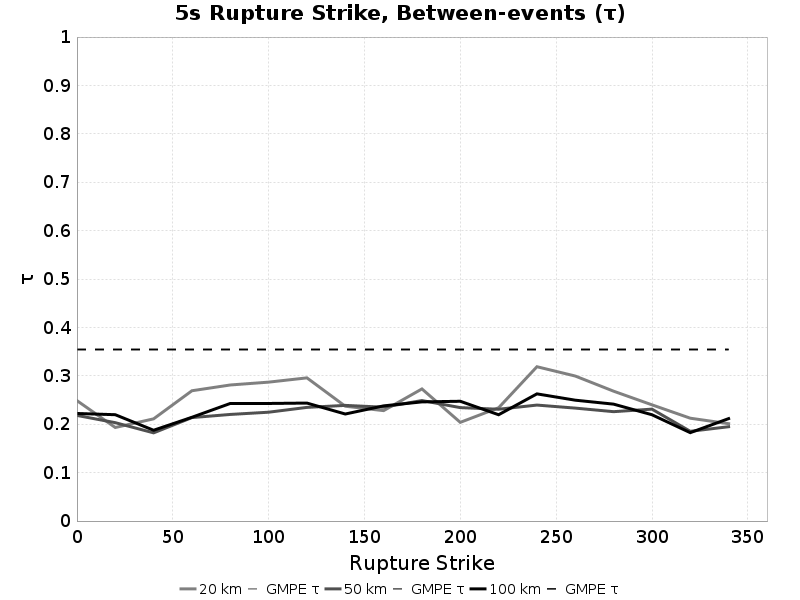 5s Rupture Strike, Between-events (τ)
1
0.9
0.8
0.7
0.6
τ
0.5
0.4
0.3
0.2
0.1
0
0 50 100 150 200 250 300 350
Rupture Strike
20 km GMPE τ 50 km GMPE τ 100 km GMPE τ